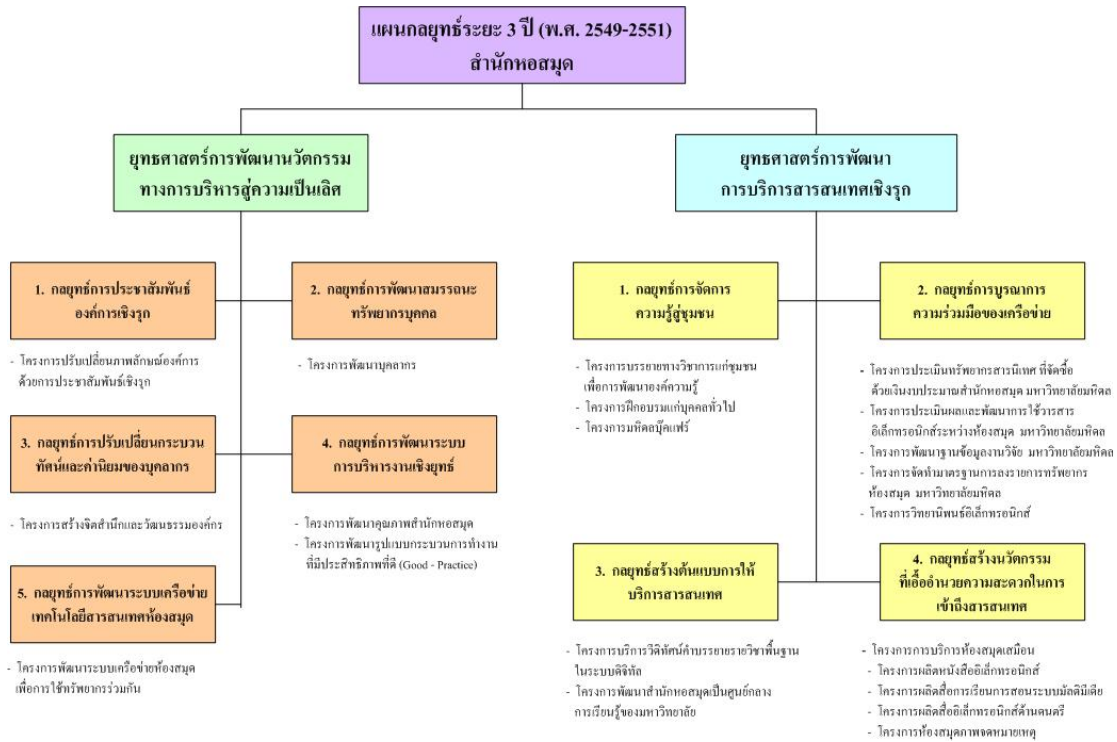 แผนกลยุทธ์ระยะ 3 ปี (พ.ศ. 2549-2551)
สำนักหอสมุด
ยุทธศาสตร์การพัฒนานวัตกรรม
ทางการบริหารสู่ความเป็นเลิศ
1. กลยุทธ์การประชาสัมพันธ์
องค์การเชิงรุก
- โครงการปรับเปลี่ยนภาพลักษณ์องค์การ
ด้วยการประชาสัมพันธ์เชิงรุก
2. กลยุทธ์การพัฒนาสมรรถนะ
ทรัพยากรบุคคล
- โครงการพัฒนาบุคลากร
3. กลยุทธ์การปรับเปลี่ยนกระบวน
ทัศน์และค่านิยมของบุคลากร
- โครงการสร้างจิตสำนึกและวัฒนธรรมองค์กร
4. กลยุทธ์การพัฒนาระบบ
การบริหารงานเชิงยุทธ์
- โครงการพัฒนาคุณภาพสำนักหอสมุด
- โครงการพัฒนารูปแบบกระบวนการทำงาน
ที่มีประสิทธิภาพที่ดี (Good - Practice)
5. กลยุทธ์การพัฒนาระบบเครือข่าย
เทคโนโลยีสารสนเทศห้องสมุด
- โครงการพัฒนาระบบเครือข่ายห้องสมุด
เพื่อการใช้ทรัพยากรร่วมกัน
ยุทธศาสตร์การพัฒนา
การบริการสารสนเทศเชิงรุก
1. กลยุทธ์การจัดการ
ความรู้สู่ชุมชน
- โครงการบรรยายทางวิชาการแก่ชุมชน
เพื่อการพัฒนาองค์ความรู้
- โครงการฝึกอบรมแก่บุคคลทั่วไป
- โครงการมหิดลบุ๊คแฟร์
2. กลยุทธ์การบูรณาการ
ความร่วมมือของเครือข่าย
- โครงการประเมินทรัพยากรสารนิเทศ ที่จัดซื้อ
ด้วยเงินงบประมาณสำนักหอสมุด มหาวิทยาลัยมหิดล
- โครงการประเมินผลและพัฒนาการใช้วารสาร
อิเล็กทรอนิกส์ระหว่างห้องสมุด มหาวิทยาลัยมหิดล
- โครงการพัฒนาฐานข้อมูลงานวิจัย มหาวิทยาลัยมหิดล
- โครงการจัดทำมาตรฐานการลงรายการทรัพยากร
ห้องสมุด มหาวิทยาลัยมหิดล
- โครงการวิทยานิพนธ์อิเล็กทรอนิกส์
3. กลยุทธ์สร้างต้นแบบการให้
บริการสารสนเทศ
- โครงการบริการวีดิทัศน์คำบรรยายรายวิชาพื้นฐาน
ในระบบดิจิทัล
- โครงการพัฒนาสำนักหอสมุดเป็นศูนย์กลาง
การเรียนรู้ของมหาวิทยาลัย
4. กลยุทธ์สร้างนวัตกรรม
ที่เอื้ออำนวยความสะดวกในการ
เข้าถึงสารสนเทศ
- โครงการการบริการห้องสมุดเสมือน
- โครงการผลิตหนังสืออิเล็กทรอนิกส์
- โครงการผลิตสื่อการเรียนการสอนระบบมัลติมีเดีย
- โครงการผลิตสื่ออิเล็กทรอนิกส์ด้านดนตรี
- โครงการห้องสมุดภาพจดหมายเหตุ